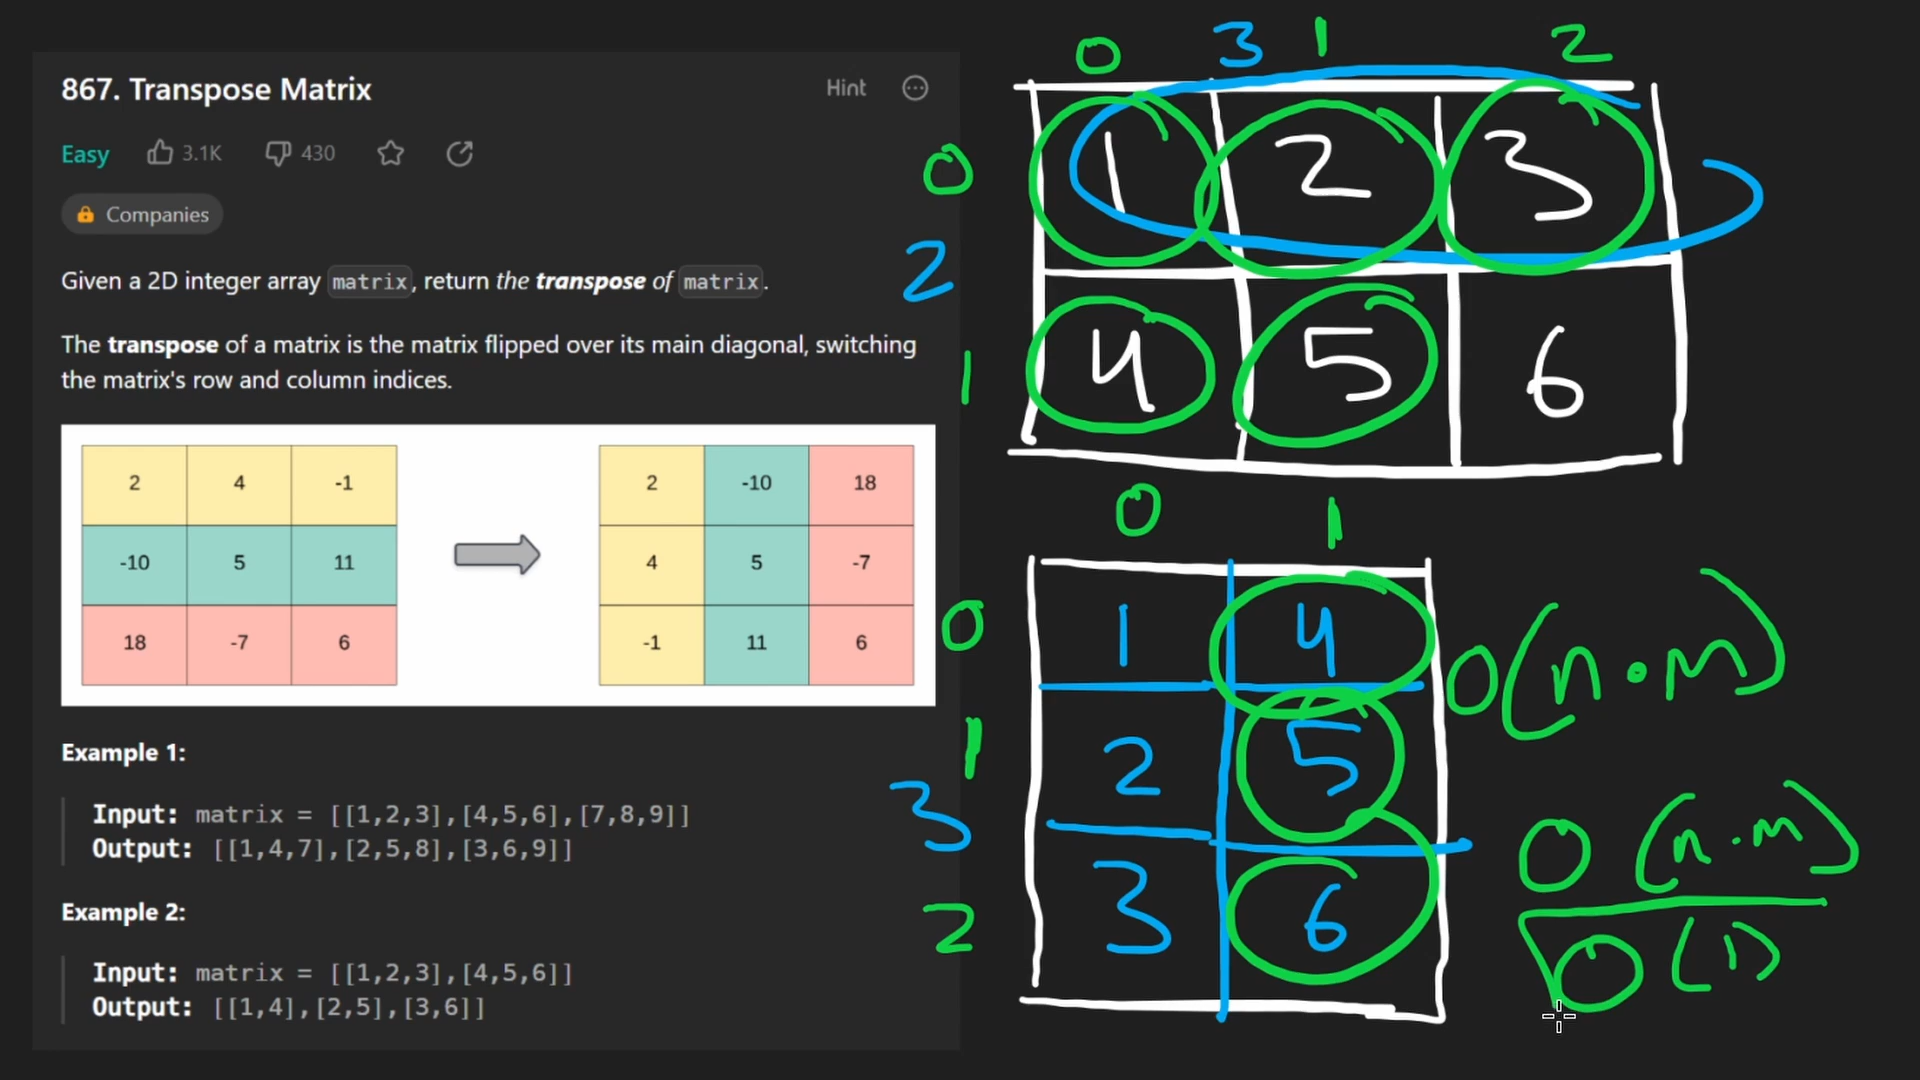 867. Transpose Matrix
Hint
Easy 3.1K 430
Companies
Given a 2D integer array matrix, return the transpose of matrix.
The transpose of a matrix is the matrix flipped over its main diagonal, switching
the matrix's row and column indices.
2 4 -1
-10 5 11
18 -7 6
2 -10 18
4 5 -7
-1 11 6
Example 1:
Input: matrix = [[1,2,3],[4,5,6],[7,8,9]]
Output: [[1,4,7],[2,5,8],[3,6,9]]
Example 2:
Input: matrix = [[1,2,3],[4,5,6]]
Output: [[1,4],[2,5],[3,6]]
0 3 1 2
0 1 2 3
2
1 4 5 6
0 1
0 1 4
1 2 5
3
2 3 6
O(n·m)
O(n·m)
O(1)